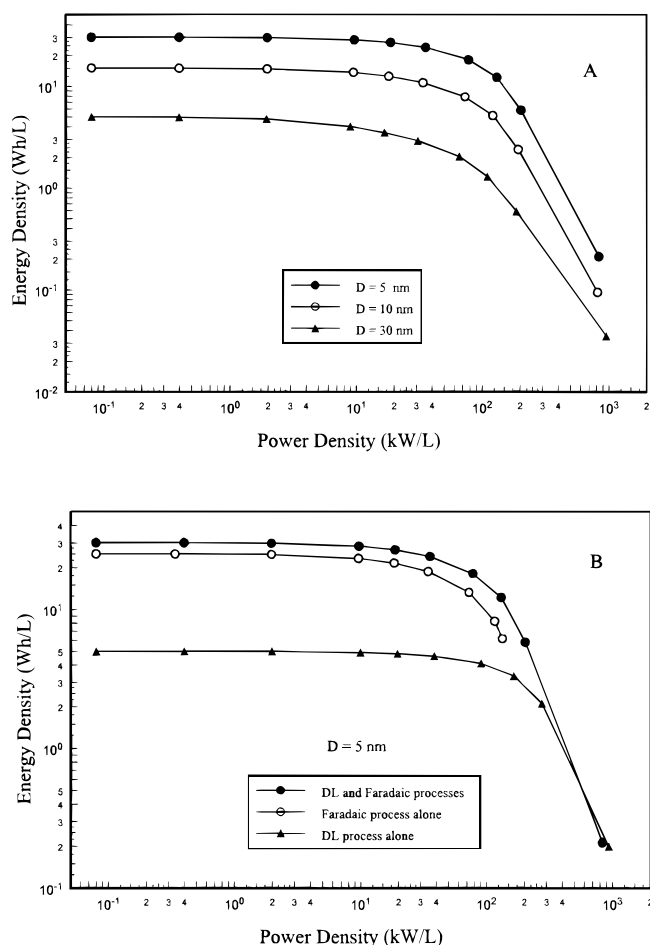 3
2
10^1
3
2
10^0
3
2
10^-1
3
2
10^-2
Energy Density (Wh/L)
A
D = 5 nm
D = 10 nm
D = 30 nm
10^-1 2 3 4 10^0 2 3 4 10^1 2 3 4 10^2 2 3 4 10^3 2
Power Density (kW/L)
4
3
2
10^1
5
4
3
2
10^0
5
4
3
2
10^-1
Energy Density (Wh/L)
B
D = 5 nm
DL and Faradaic processes
Faradaic process alone
DL process alone
10^-1 2 3 4 10^0 2 3 4 10^1 2 3 4 10^2 2 3 4 10^3 2
Power Density (kW/L)